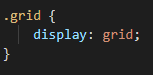 .grid {
    display: grid;
}